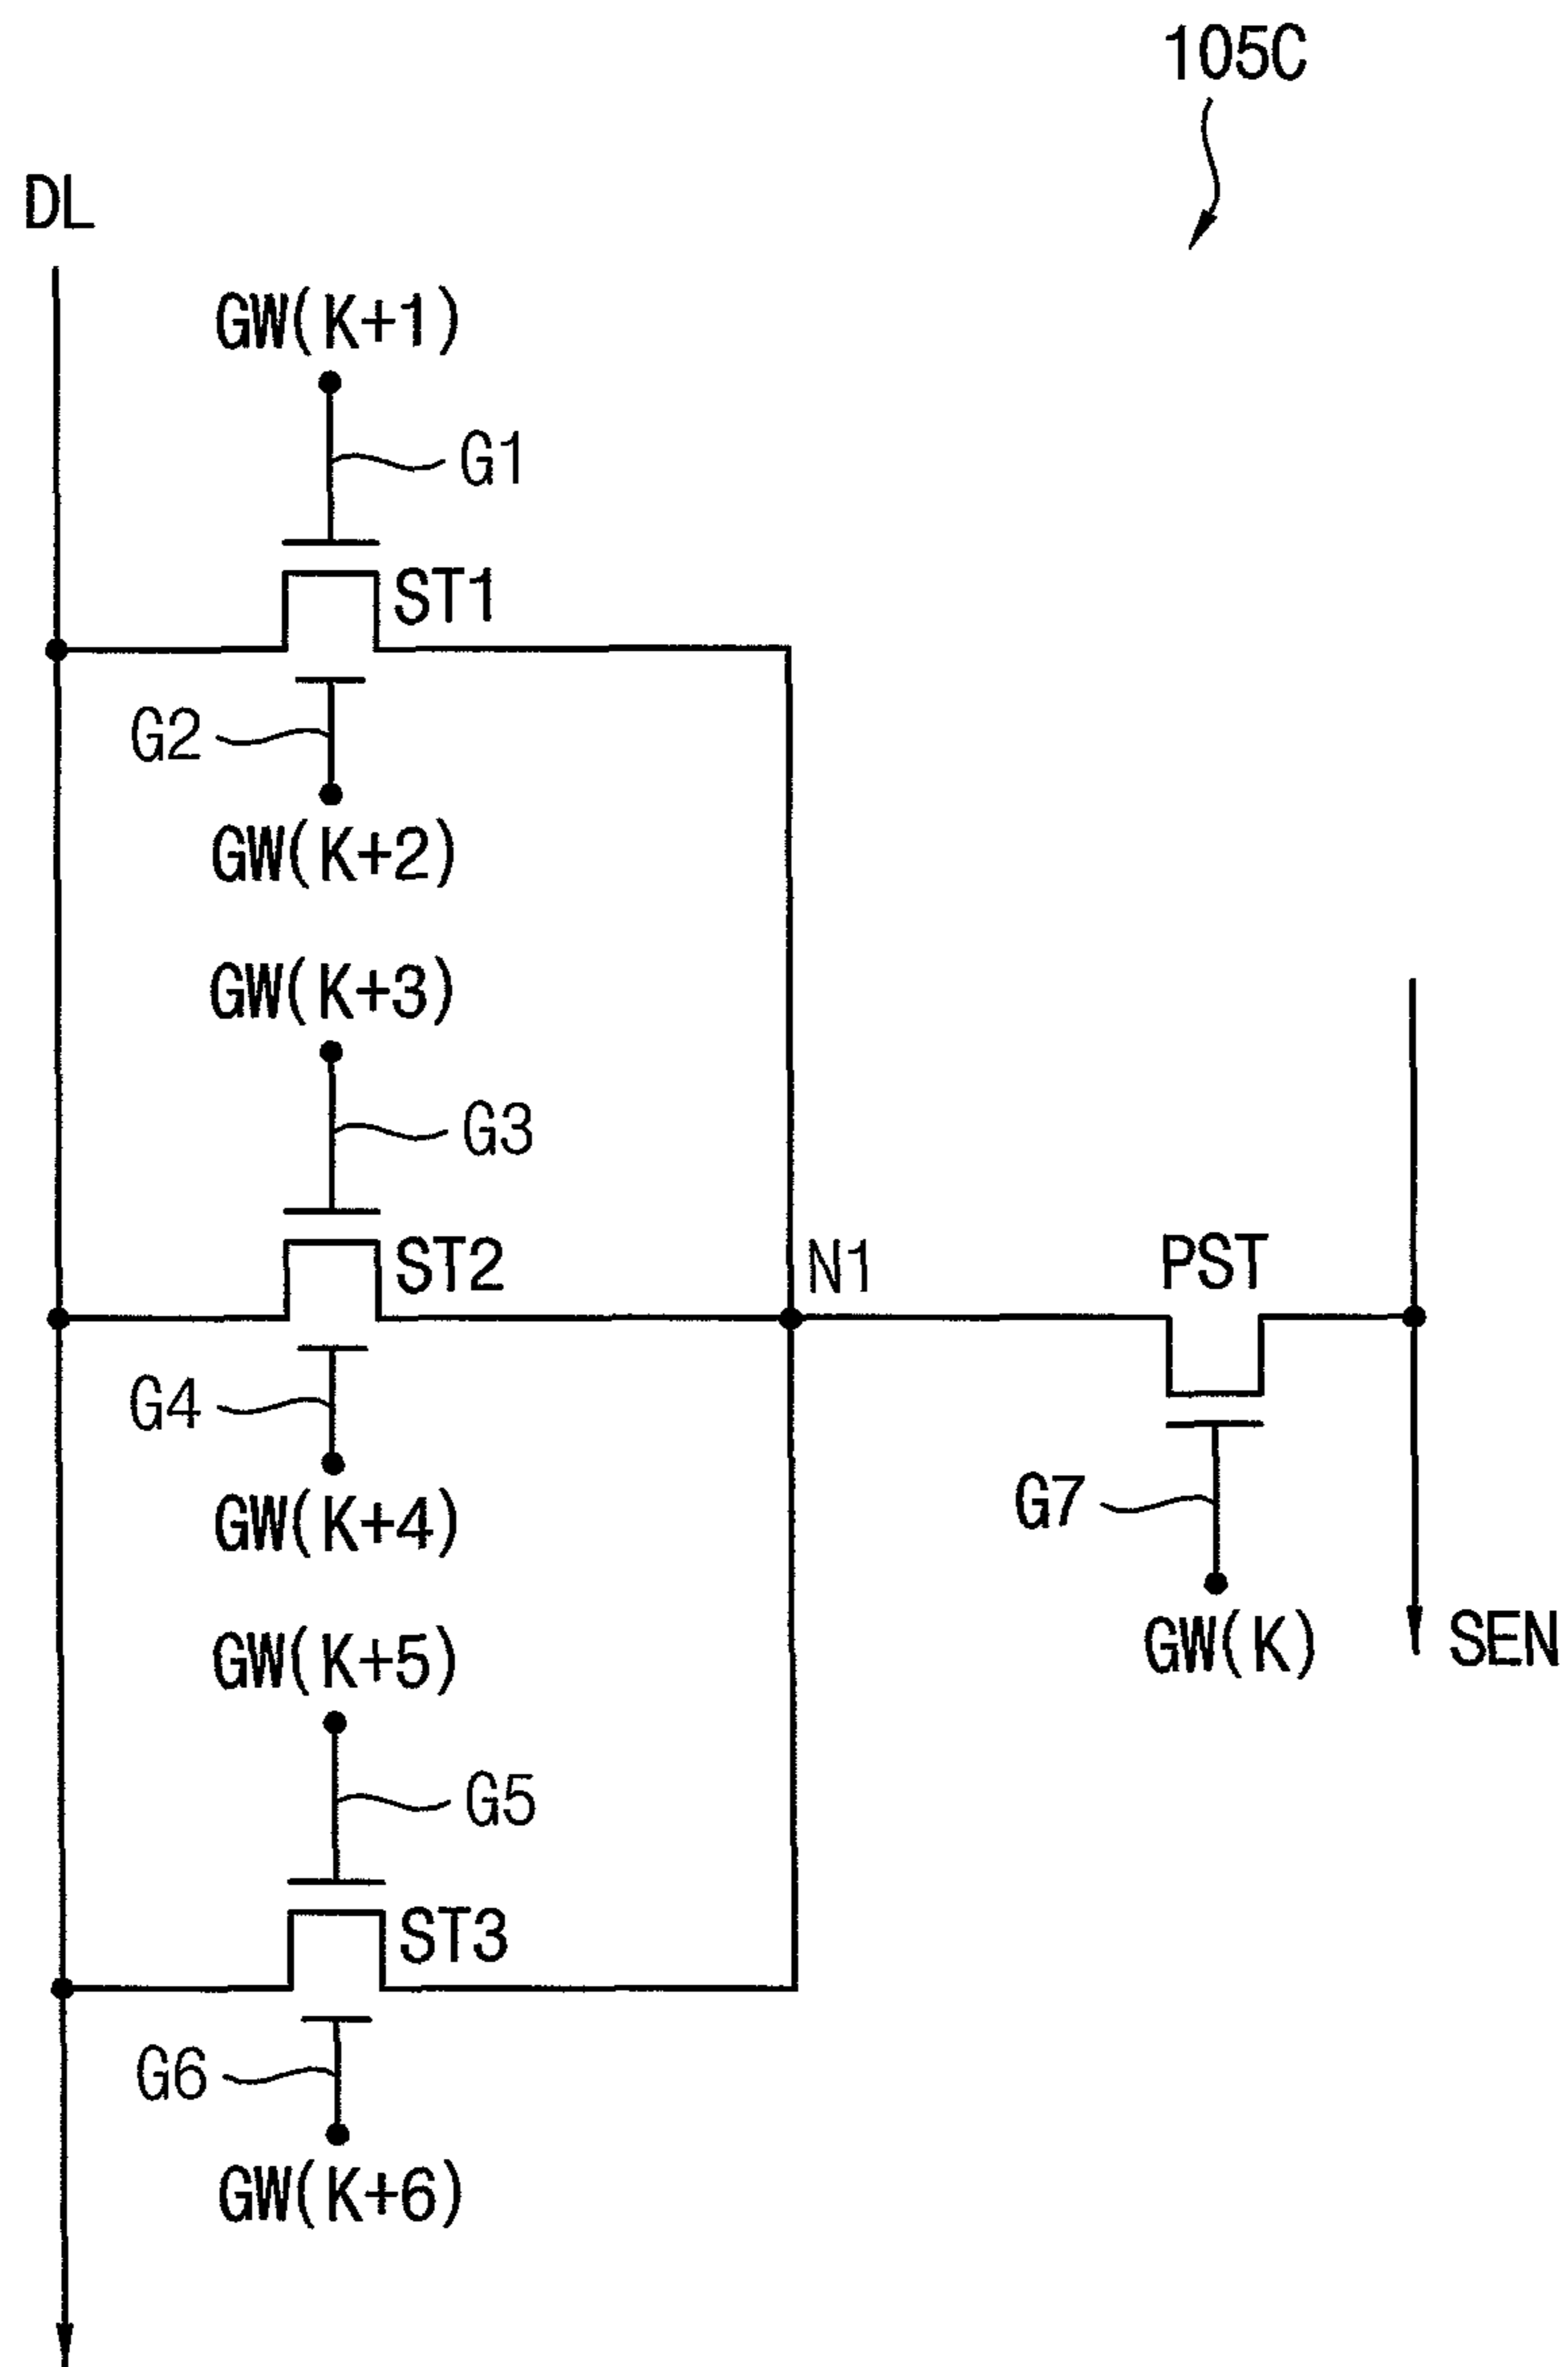 105C
DL
GW(K+1)
G1
ST1
G2
GW(K+2)
GW(K+3)
G3
ST2
N1
PST
G4
G7
GW(K+4)
GW(K)
SEN
GW(K+5)
G5
ST3
G6
GW(K+6)